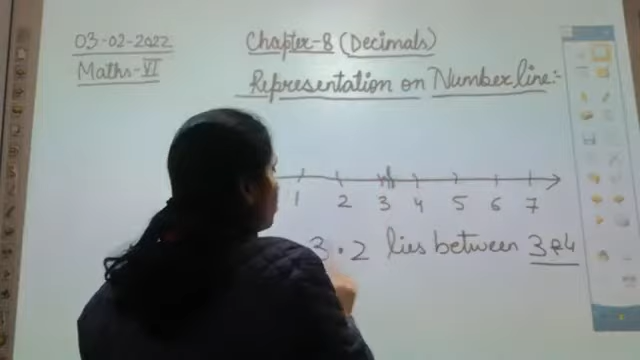 03-02-2022
Maths-VI
Chapter-8 (Decimals)
Representation on Number line:-
1 2 3 4 5 6 7
3.2 lies between 3 & 4